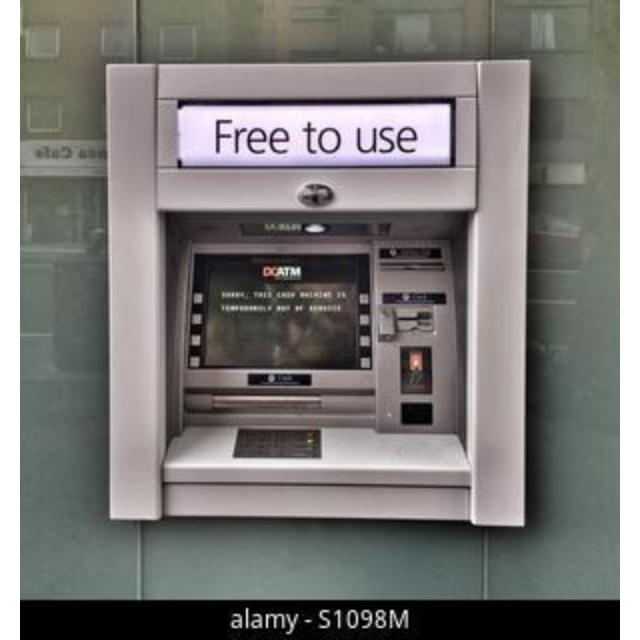 Free to use
DCATM
SORRY, THIS CASH MACHINE IS
TEMPORARILY OUT OF SERVICE
alamy - S1098M